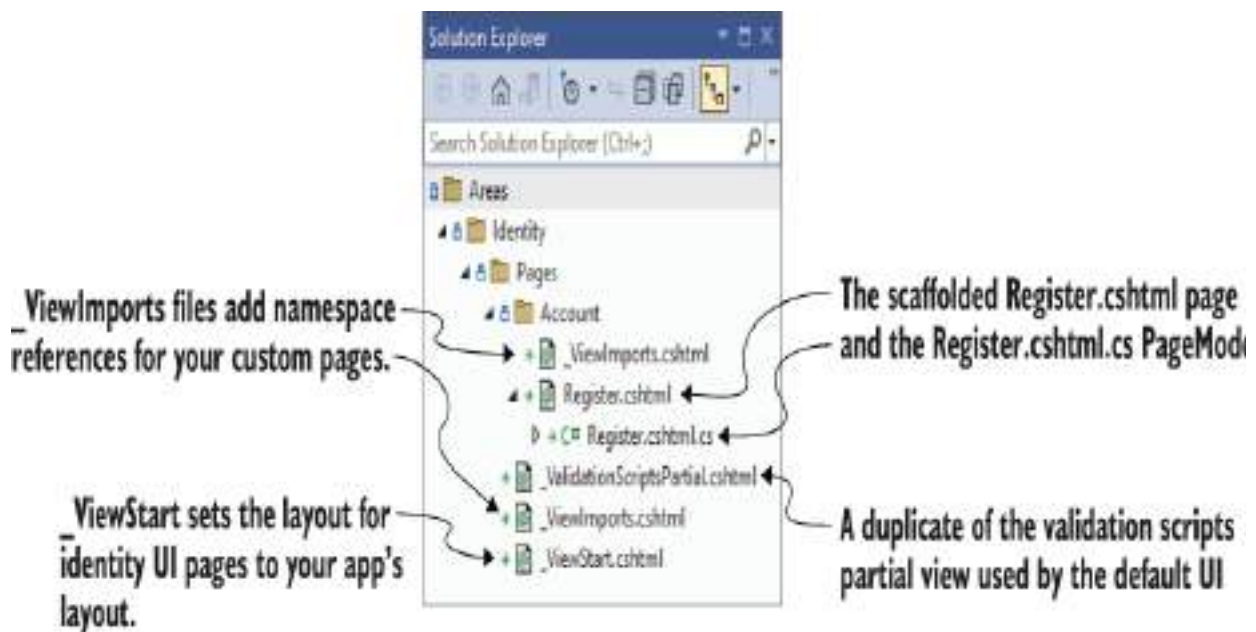 Solution Explorer
Search Solution Explorer (Ctrl+;)
Areas
Identity
Pages
Account
_ViewImports.cshtml
Register.cshtml
C# Register.cshtml.cs
_ValidationScriptsPartial.cshtml
_ViewImports.cshtml
_ViewStart.cshtml
_ViewImports files add namespace
references for your custom pages.
_ViewStart sets the layout for
identity UI pages to your app's
layout.
The scaffolded Register.cshtml page
and the Register.cshtml.cs PageMode
A duplicate of the validation scripts
partial view used by the default UI